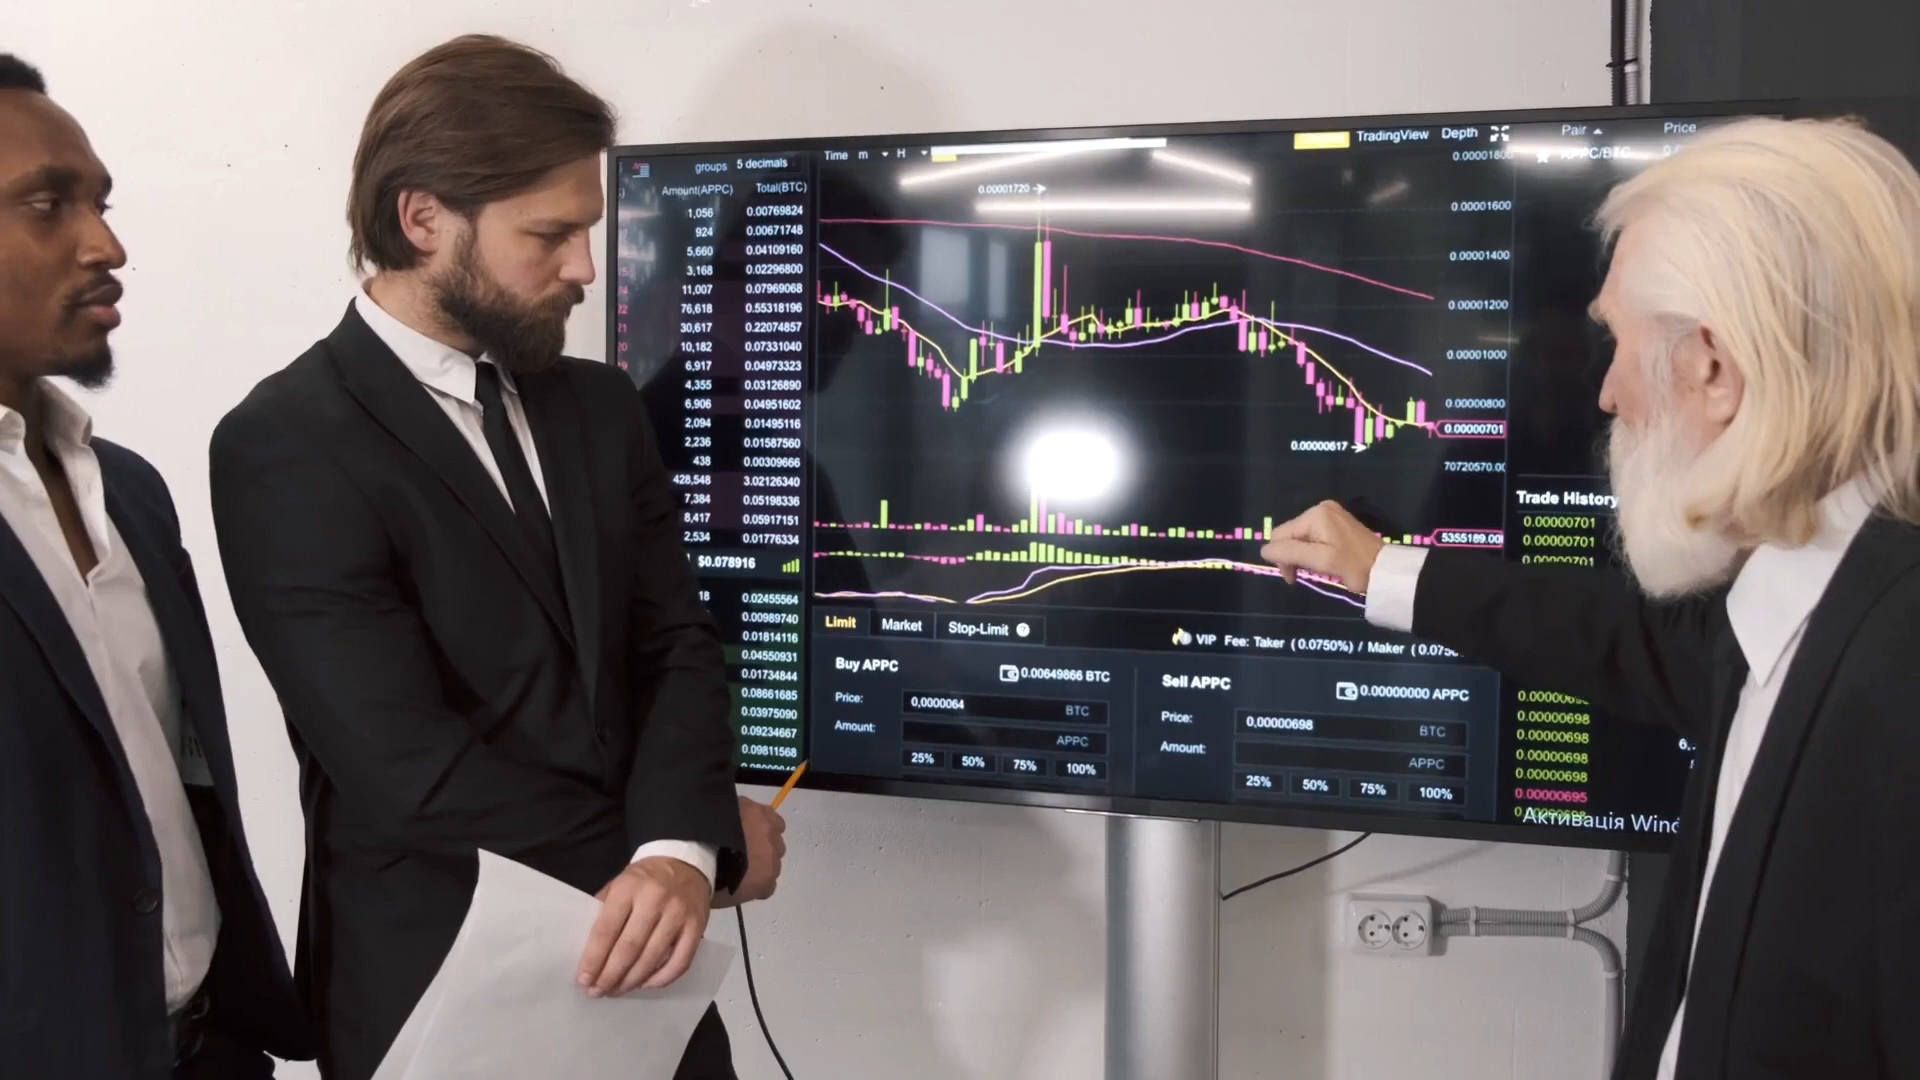 groups 5 decimals
Amount(APPC) Total(BTC)
1,056 0.00769824
924 0.00671748
5,660 0.04109160
3,168 0.02296800
11,007 0.07969068
76,618 0.55318196
30,617 0.22074857
10,182 0.07331040
6,917 0.04973323
4,355 0.03126890
6,906 0.04951602
2,094 0.01495116
2,236 0.01587560
438 0.00309666
428,548 3.02126340
7,384 0.05198336
8,417 0.05917151
2,534 0.01776334
$0.078916
18 0.02455564
0.00989740
0.01814116
0.04550931
0.01734844
0.08661685
0.03975090
0.09234667
0.09811568
Time m H
TradingView Depth
0.00001720
0.00001800
0.00001600
0.00001400
0.00001200
0.00001000
0.00000800
0.00000701
0.00000617
70720570.00
5355189.00
Limit Market Stop-Limit ?
VIP Fee: Taker ( 0.0750%) / Maker ( 0.075
Buy APPC 0.00649866 BTC
Price: 0,0000064 BTC
Amount: APPC
25% 50% 75% 100%
Sell APPC 0.00000000 APPC
Price: 0,00000698 BTC
Amount: APPC
25% 50% 75% 100%
Pair Price
APPC/BTC
Trade History
0.00000701
0.00000701
0.00000701
0.00000698
0.00000698
0.00000698
0.00000698
0.00000695
Активація Wind